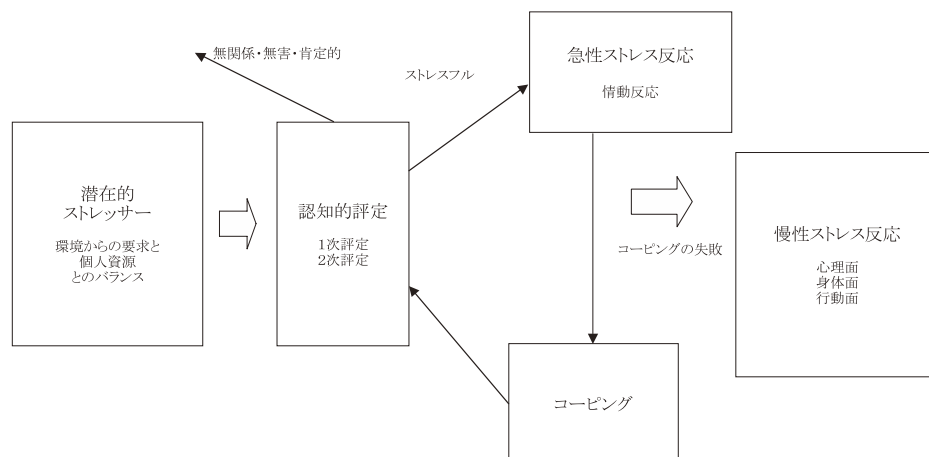 無関係・無害・肯定的
ストレスフル
急性ストレス反応
情動反応
潜在的
ストレッサー
環境からの要求と
個人資源
とのバランス
認知的評定
1次評定
2次評定
コーピングの失敗
慢性ストレス反応
心理面
身体面
行動面
コーピング